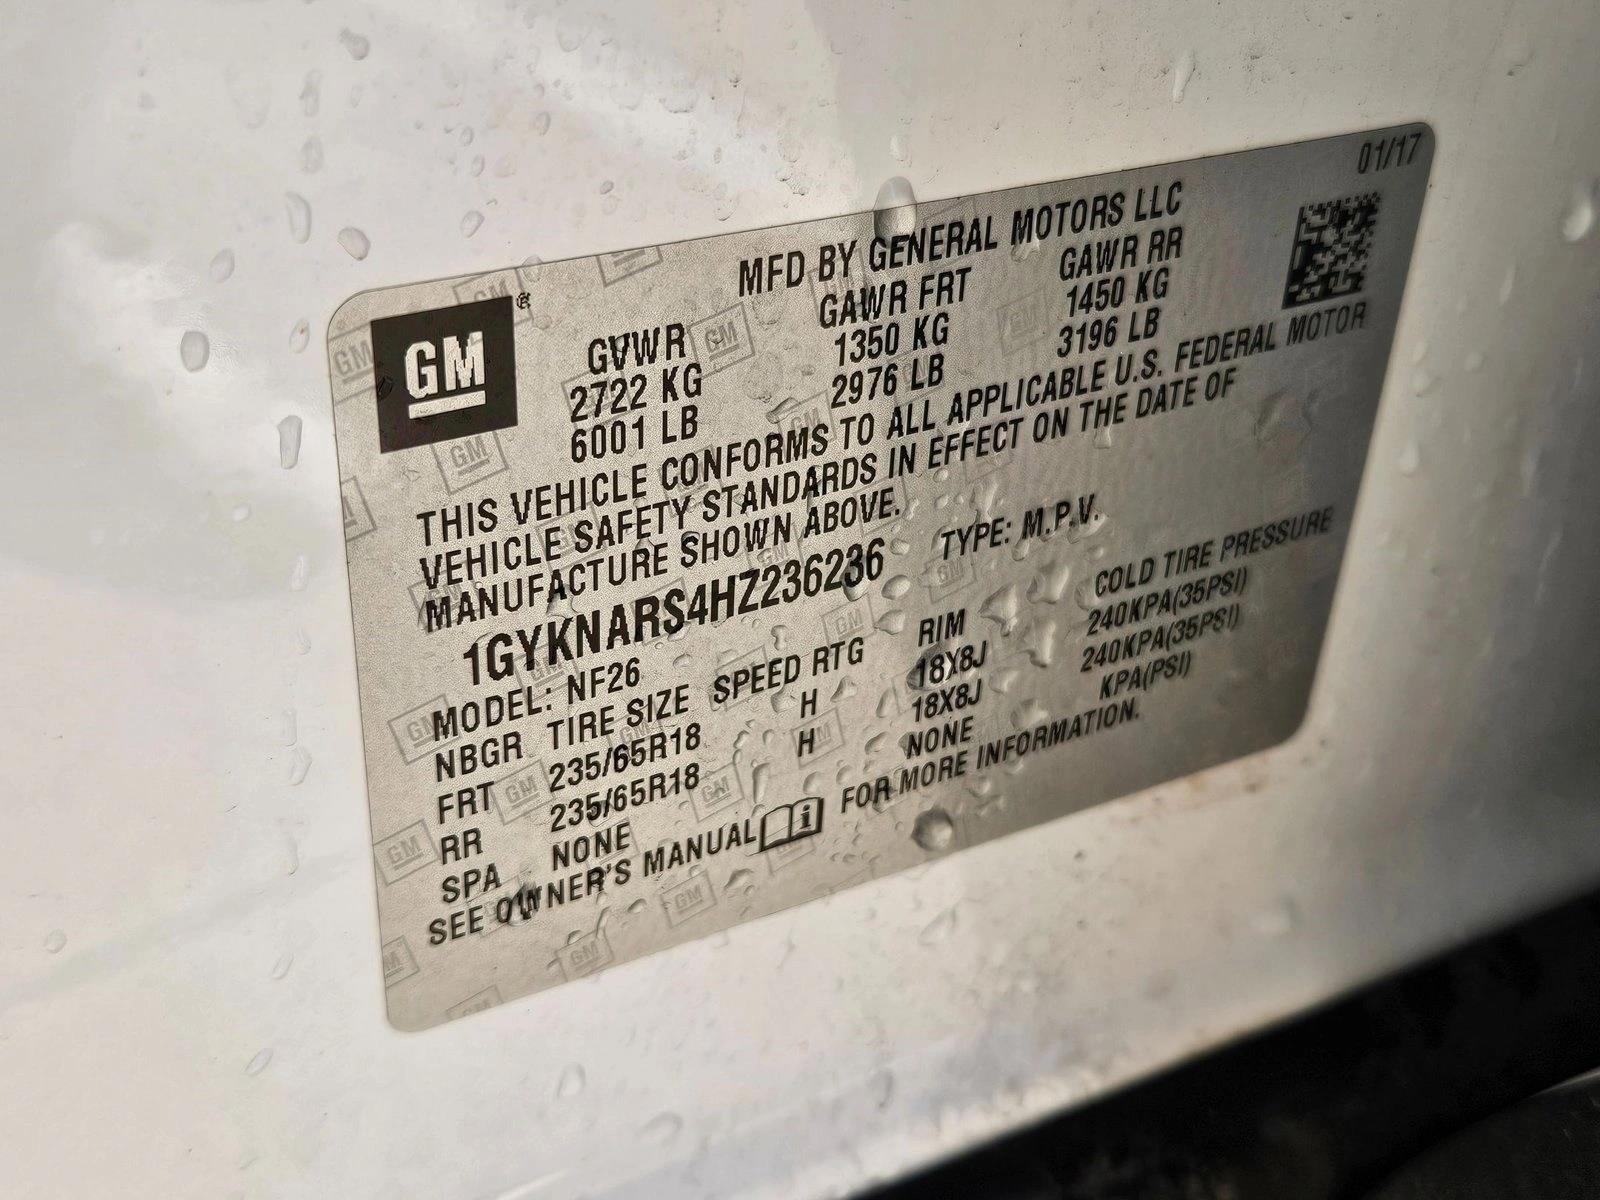 01/17
MFD BY GENERAL MOTORS LLC
GM®
GVWR GAWR FRT GAWR RR
2722 KG 1350 KG 1450 KG
6001 LB 2976 LB 3196 LB
THIS VEHICLE CONFORMS TO ALL APPLICABLE U.S. FEDERAL MOTOR
VEHICLE SAFETY STANDARDS IN EFFECT ON THE DATE OF
MANUFACTURE SHOWN ABOVE.
1GYKNARS4HZ236236 TYPE: M.P.V.
MODEL: NF26
NBGR TIRE SIZE SPEED RTG RIM COLD TIRE PRESSURE
FRT 235/65R18 H 18X8J 240KPA(35PSI)
RR 235/65R18 H 18X8J 240KPA(35PSI)
SPA NONE NONE KPA(PSI)
SEE OWNER'S MANUAL FOR MORE INFORMATION.